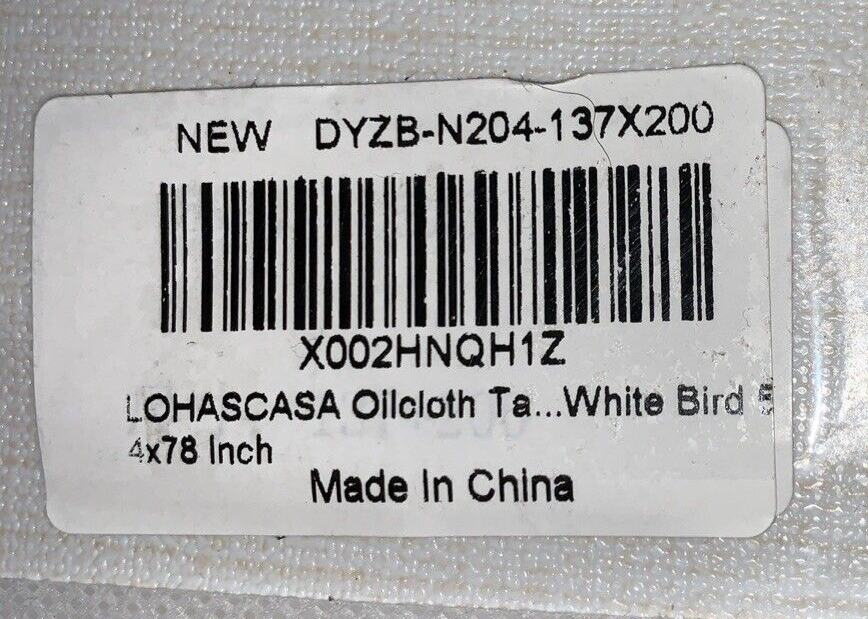 NEW DYZB-N204-137X200
X002HNQH1Z
LOHASCASA Oilcloth Ta...White Bird 5
4x78 Inch
Made In China